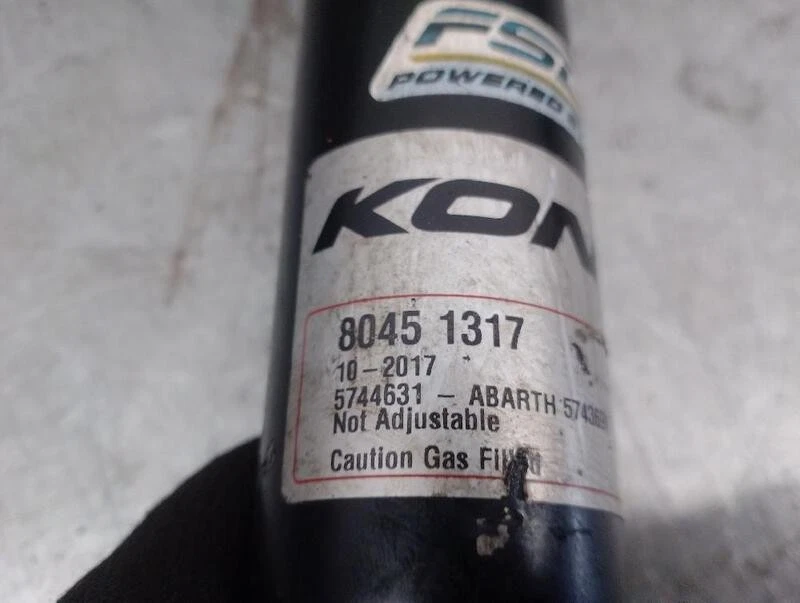 FS
POWERED
KON
8045 1317
10-2017
5744631 - ABARTH
Not Adjustable
Caution Gas Filled